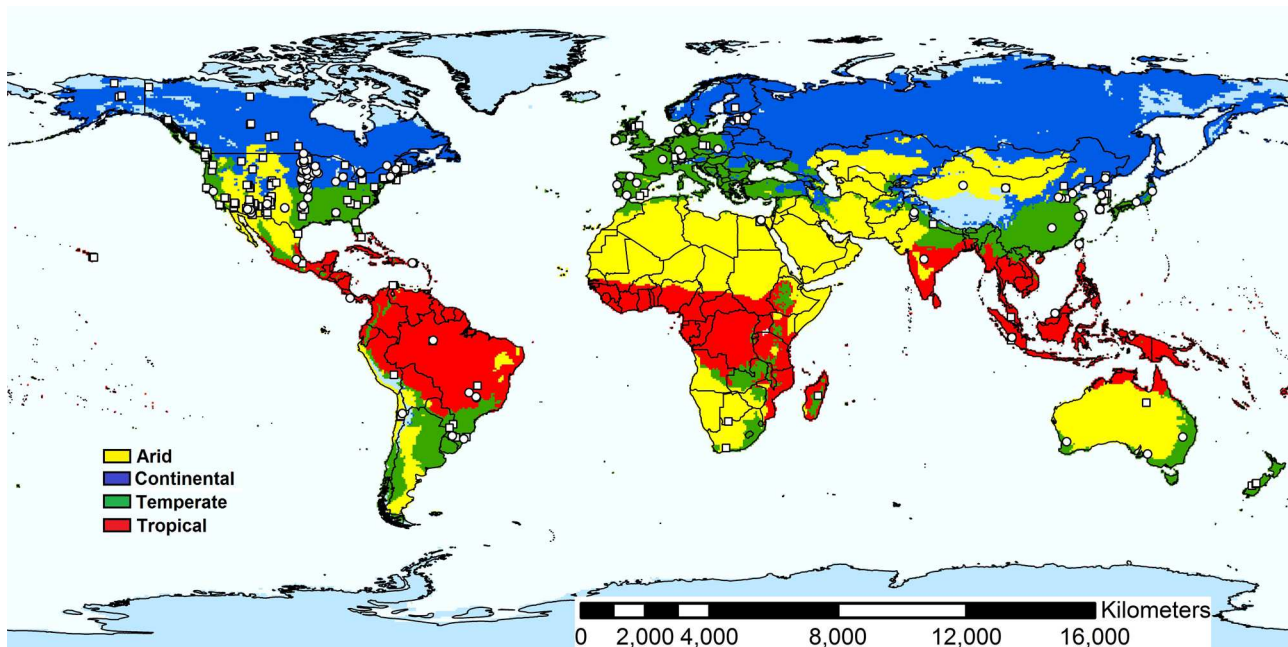 Arid
Continental
Temperate
Tropical
Kilometers
0 2,000 4,000 8,000 12,000 16,000